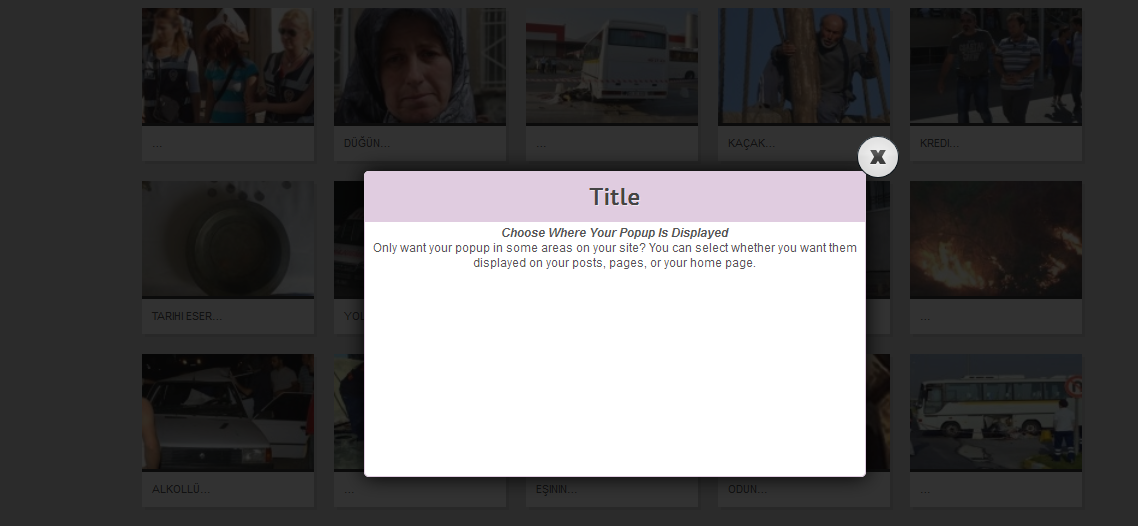 ...
DÜĞÜN...
...
KAÇAK...
KREDI...
x
Title
Choose Where Your Popup Is Displayed
Only want your popup in some areas on your site? You can select whether you want them
displayed on your posts, pages, or your home page.
TARIHI ESER...
YOL
...
ALKOLLÜ...
...
EŞININ...
ODUN...
...